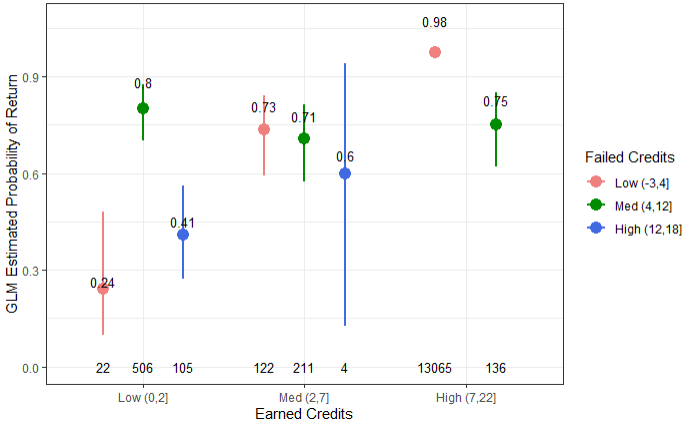 0.98
0.9
0.8
0.75
0.73
0.71
0.6
0.6
0.41
0.3
0.24
0.0
22
506
105
122
211
4
13065
136
Low (0,2]
Med (2,7]
High (7,22]
Earned Credits
GLM Estimated Probability of Return
Failed Credits
Low (-3,4]
Med (4,12]
High (12,18]